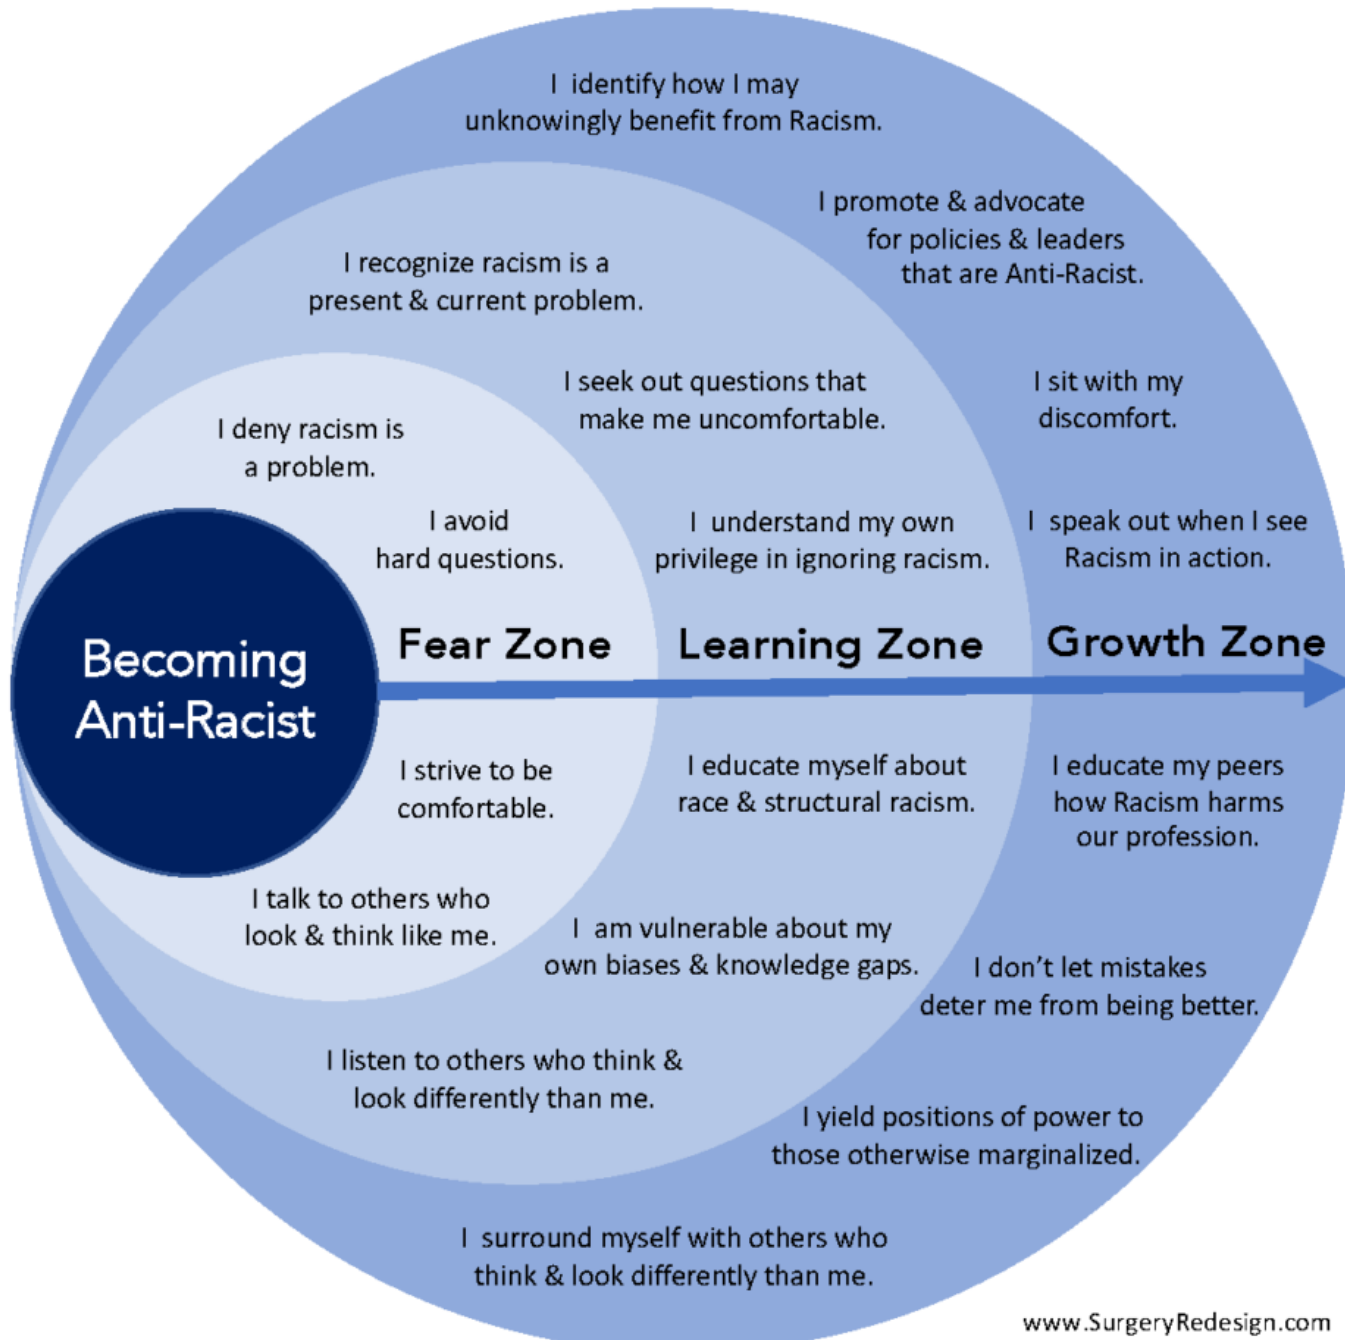 I identify how I may
unknowingly benefit from Racism.
I promote & advocate
for policies & leaders
that are Anti-Racist.
I recognize racism is a
present & current problem.
I seek out questions that
make me uncomfortable.
I sit with my
discomfort.
I deny racism is
a problem.
I avoid
hard questions.
I understand my own
privilege in ignoring racism.
I speak out when I see
Racism in action.
Becoming
Anti-Racist
Fear Zone
Learning Zone
Growth Zone
I strive to be
comfortable.
I educate myself about
race & structural racism.
I educate my peers
how Racism harms
our profession.
I talk to others who
look & think like me.
I am vulnerable about my
own biases & knowledge gaps.
I don't let mistakes
deter me from being better.
I listen to others who think &
look differently than me.
I yield positions of power to
those otherwise marginalized.
I surround myself with others who
think & look differently than me.
www.SurgeryRedesign.com